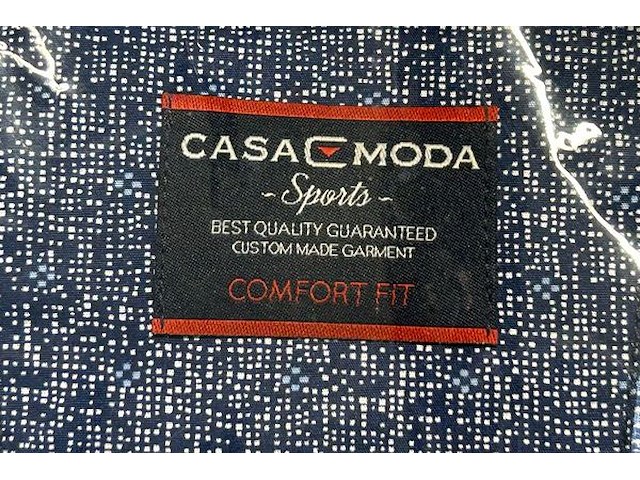 CASA MODA
~ Sports ~
BEST QUALITY GUARANTEED
CUSTOM MADE GARMENT
COMFORT FIT